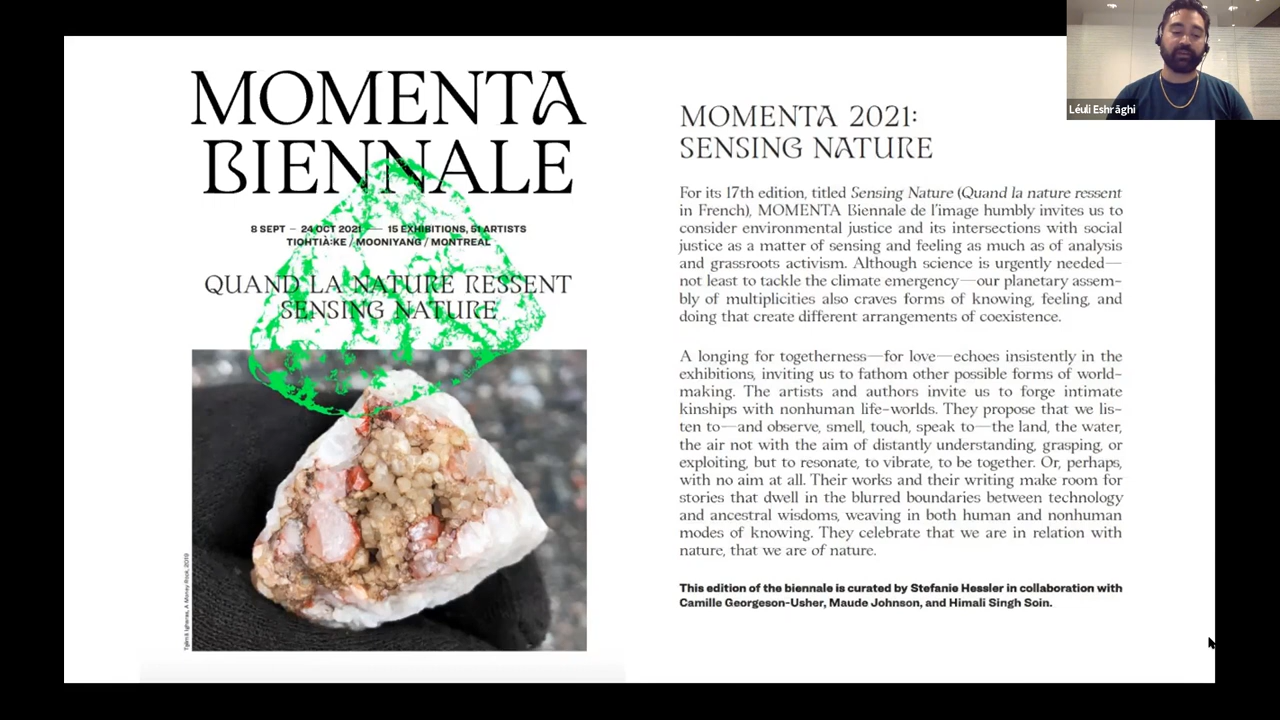 MOMENTA
BIENNALE
8 SEPT – 24 OCT 2021 — 15 EXHIBITIONS, 51 ARTISTS
TIOHTIÀ:KE / MOONIYANG / MONTREAL
QUAND LA NATURE RESSENT
SENSING NATURE
A Money Rock, 2019
MOMENTA 2021:
SENSING NATURE
For its 17th edition, titled Sensing Nature (Quand la nature ressent
in French), MOMENTA Biennale de l'image humbly invites us to
consider environmental justice and its intersections with social
justice as a matter of sensing and feeling as much as of analysis
and grassroots activism. Although science is urgently needed—
not least to tackle the climate emergency—our planetary assem-
bly of multiplicities also craves forms of knowing, feeling, and
doing that create different arrangements of coexistence.
A longing for togetherness—for love—echoes insistently in the
exhibitions, inviting us to fathom other possible forms of world-
making. The artists and authors invite us to forge intimate
kinships with nonhuman life-worlds. They propose that we lis-
ten to—and observe, smell, touch, speak to—the land, the water,
the air not with the aim of distantly understanding, grasping, or
exploiting, but to resonate, to vibrate, to be together. Or, perhaps,
with no aim at all. Their works and their writing make room for
stories that dwell in the blurred boundaries between technology
and ancestral wisdoms, weaving in both human and nonhuman
modes of knowing. They celebrate that we are in relation with
nature, that we are of nature.
This edition of the biennale is curated by Stefanie Hessler in collaboration with
Camille Georgeson-Usher, Maude Johnson, and Himali Singh Soin.
Léuli Eshrāghi